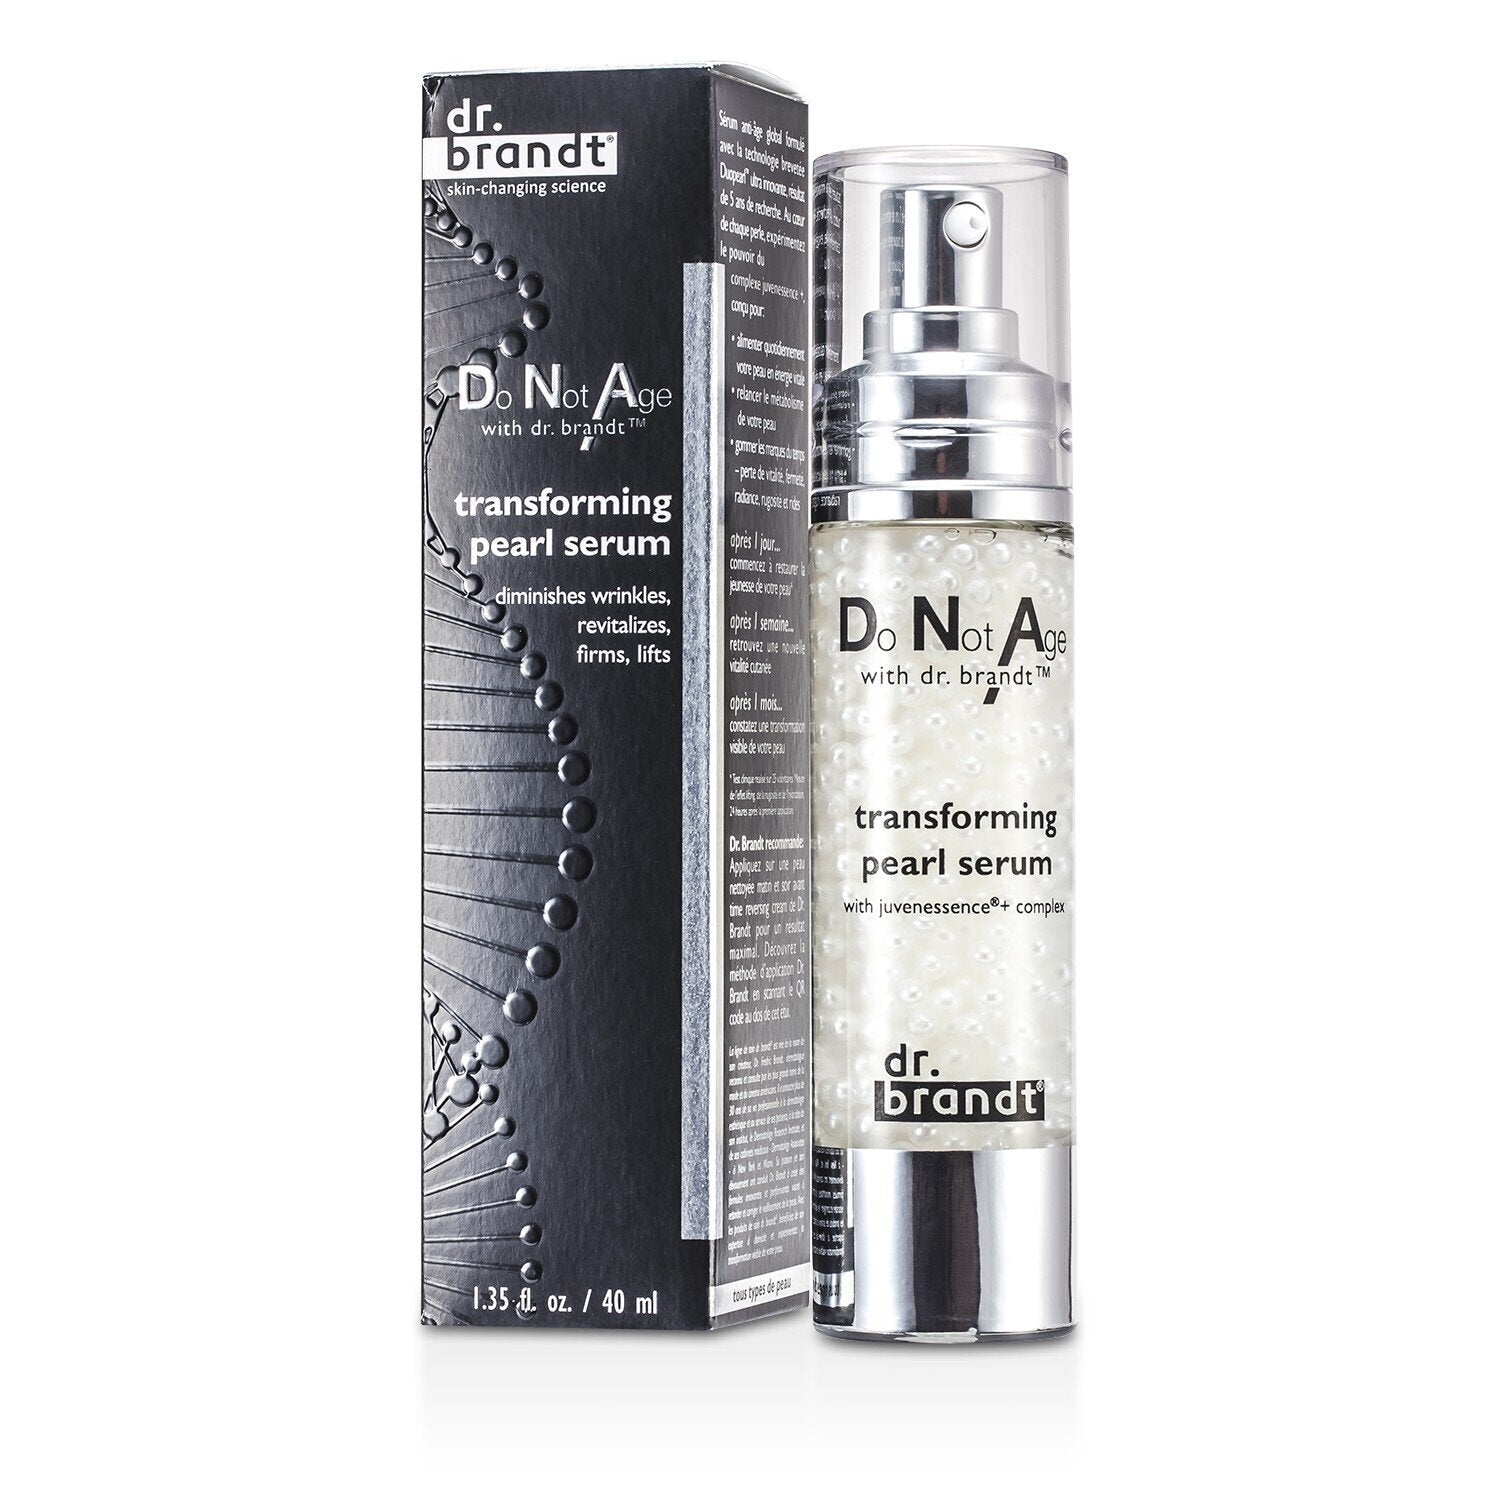 dr.
brandt®
skin-changing science
Do Not Age
with dr. brandt™
transforming
pearl serum
diminishes wrinkles,
revitalizes,
firms, lifts
1.35 fl. oz. / 40 ml
Sérum anti-âge global formulé
avec la technologie brevetée
Duopearl™ ultra innovante, résultat
de 5 ans de recherche. Au cœur
de chaque perle, expérimentez
le pouvoir du
complexe juvenessence +,
conçu pour:
• alimenter quotidiennement
votre peau en énergie vitale
• relancer le métabolisme
de votre peau
• gommer les marques du temps
– perte de vitalité, fermeté,
radiance, rugosité et rides
après 1 jour...
commencez à restaurer la
jeunesse de votre peau*
après 1 semaine...
retrouvez une nouvelle
vitalité cutanée
après 1 mois...
constatez une transformation
visible de votre peau
24 heures après la première application.
Dr. Brandt recommande:
Appliquez sur une peau
nettoyée matin et soir avant
time reversing cream de Dr.
Brandt pour un résultat
maximal. Découvrez la
méthode d'application Dr.
Brandt en scannant le QR
code au dos de cet étui.
tous types de peau
Do Not Age
with dr. brandt™
transforming
pearl serum
with juvenessence®+ complex
dr.
brandt®